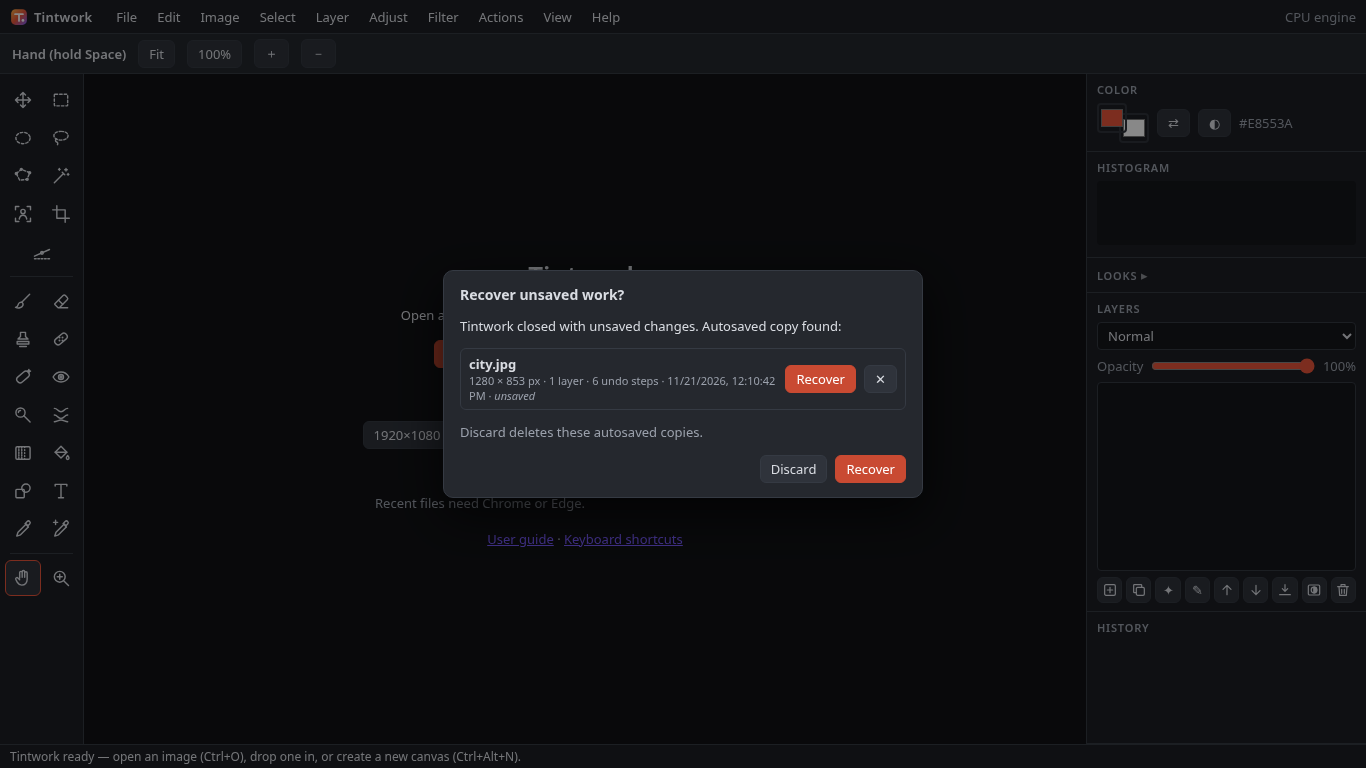 Tintwork File Edit Image Select Layer Adjust Filter Actions View Help CPU engine
Hand (hold Space) Fit 100% + −
COLOR
#E8553A
HISTOGRAM
LOOKS ▸
LAYERS
Normal
Opacity 100%
HISTORY
Open a
1920×1080
Recent files need Chrome or Edge.
User guide · Keyboard shortcuts
Recover unsaved work?
Tintwork closed with unsaved changes. Autosaved copy found:
city.jpg
1280 × 853 px · 1 layer · 6 undo steps · 11/21/2026, 12:10:42
PM · unsaved
Recover ✕
Discard deletes these autosaved copies.
Discard Recover
Tintwork ready — open an image (Ctrl+O), drop one in, or create a new canvas (Ctrl+Alt+N).